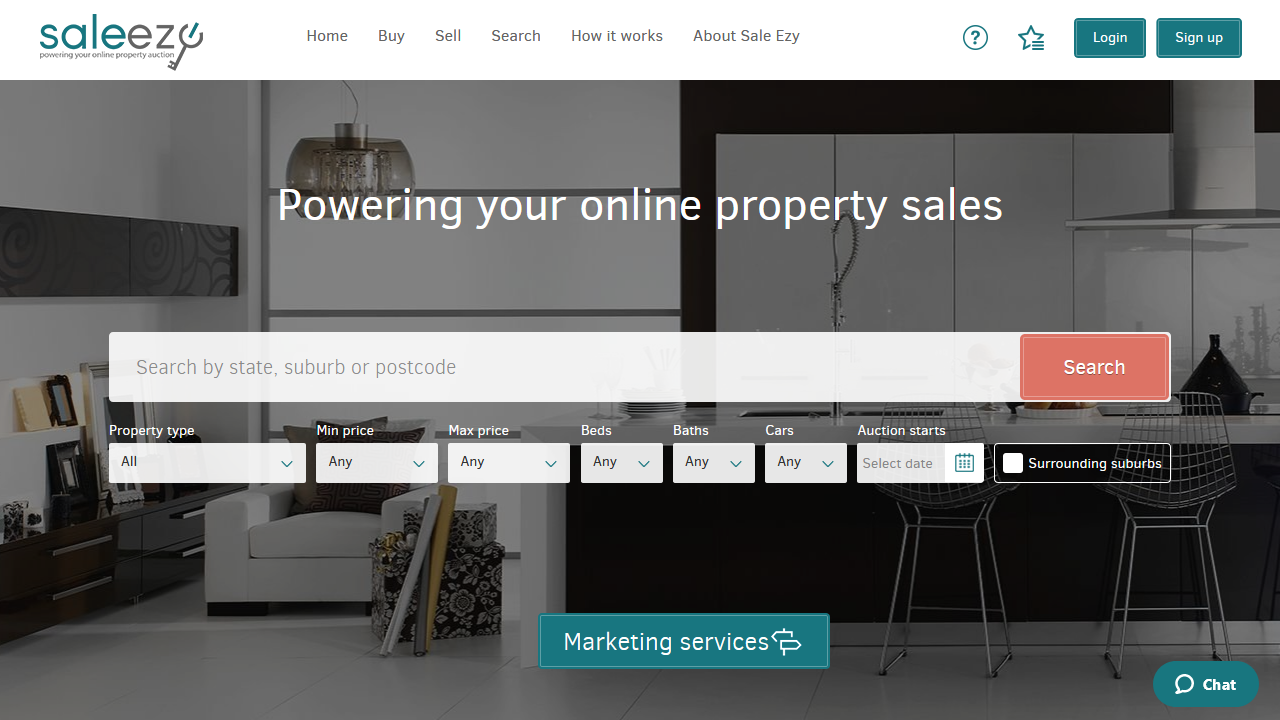 saleezy
powering your online property auction
Home Buy Sell Search How it works About Sale Ezy
? Login Sign up
Powering your online property sales
Search by state, suburb or postcode Search
Property type Min price Max price Beds Baths Cars Auction starts
All Any Any Any Any Any Select date Surrounding suburbs
Marketing services
Chat